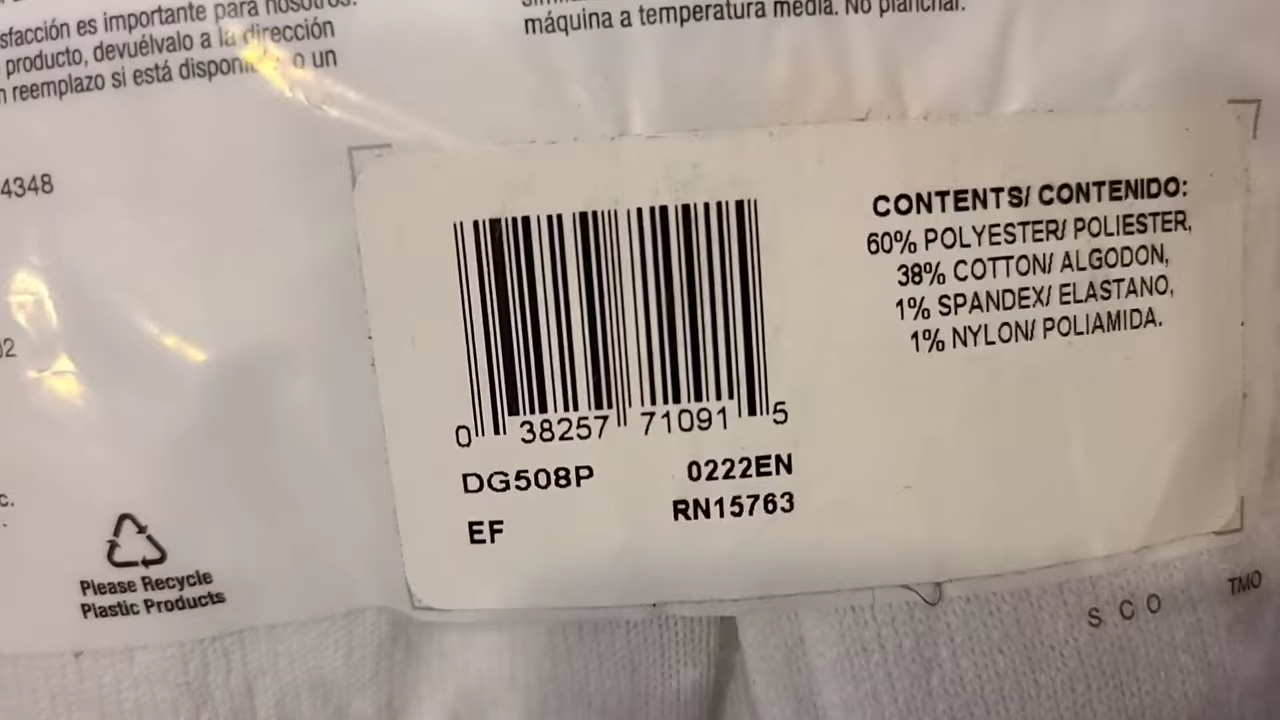 sfacción es importante para nosotros.
producto, devuélvalo a la dirección
n reemplazo si está disponible o un
máquina a temperatura media. No planchar.
4348
02
c.
Please Recycle
Plastic Products
0 38257 71091 5
DG508P 0222EN
EF RN15763
CONTENTS/ CONTENIDO:
60% POLYESTER/ POLIESTER,
38% COTTON/ ALGODON,
1% SPANDEX/ ELASTANO,
1% NYLON/ POLIAMIDA.
S C O TMO